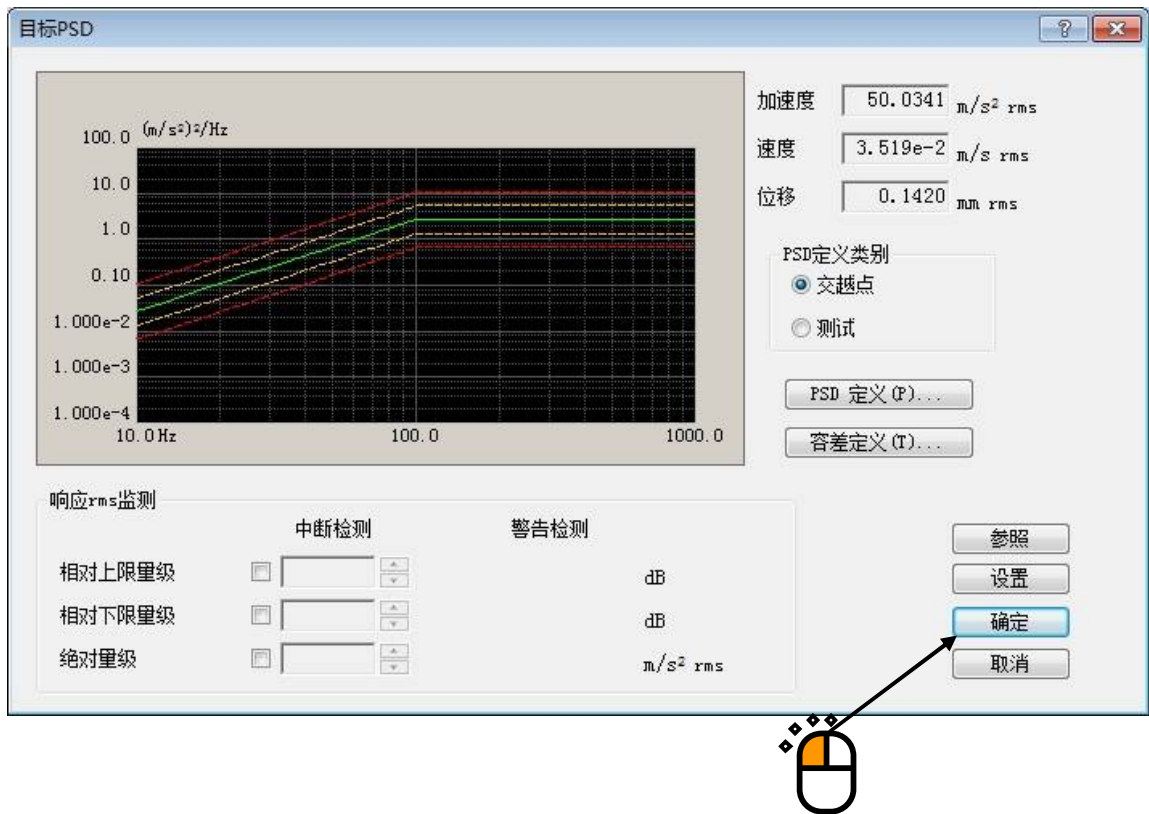 目标PSD
100.0 (m/s²)²/Hz
10.0
1.0
0.10
1.000e-2
1.000e-3
1.000e-4
10.0Hz 100.0 1000.0
加速度 50.0341 m/s² rms
速度 3.519e-2 m/s rms
位移 0.1420 mm rms
PSD定义类别
交越点
测试
PSD 定义(P)...
容差定义(T)...
响应rms监测
中断检测 警告检测
相对上限量级 dB
相对下限量级 dB
绝对量级 m/s² rms
参照
设置
确定
取消